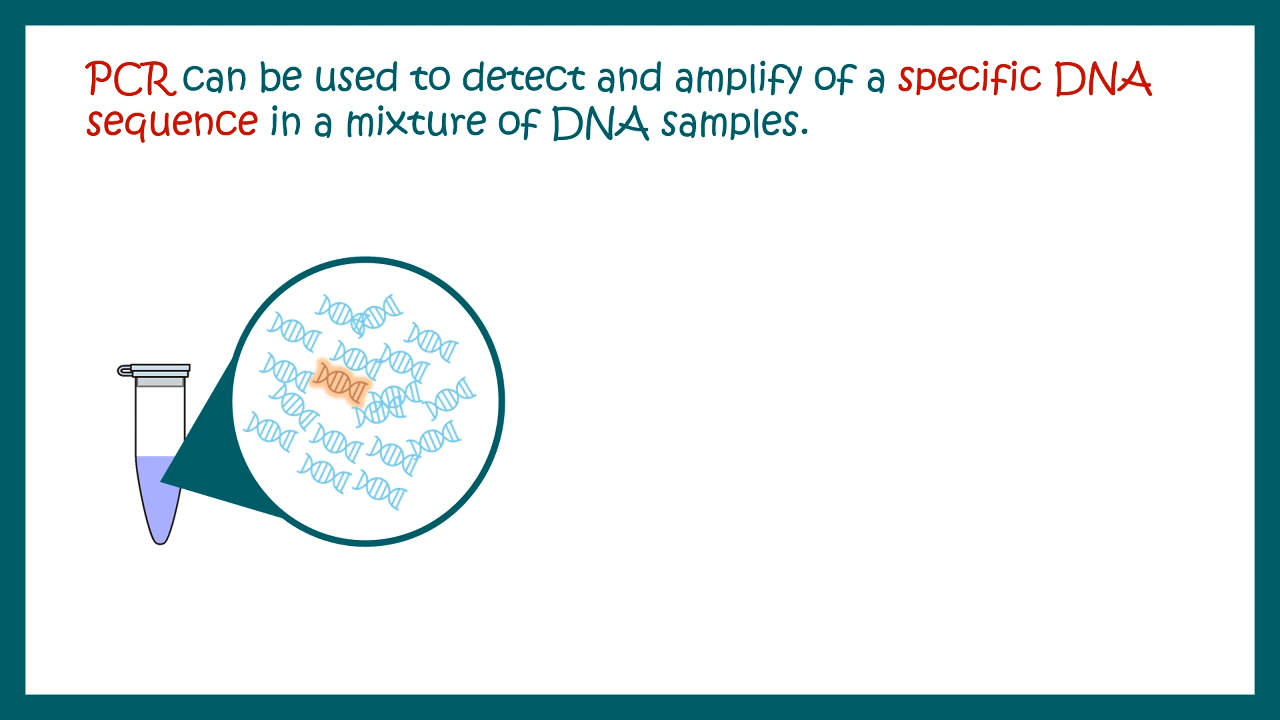 PCR can be used to detect and amplify of a specific DNA
sequence in a mixture of DNA samples.